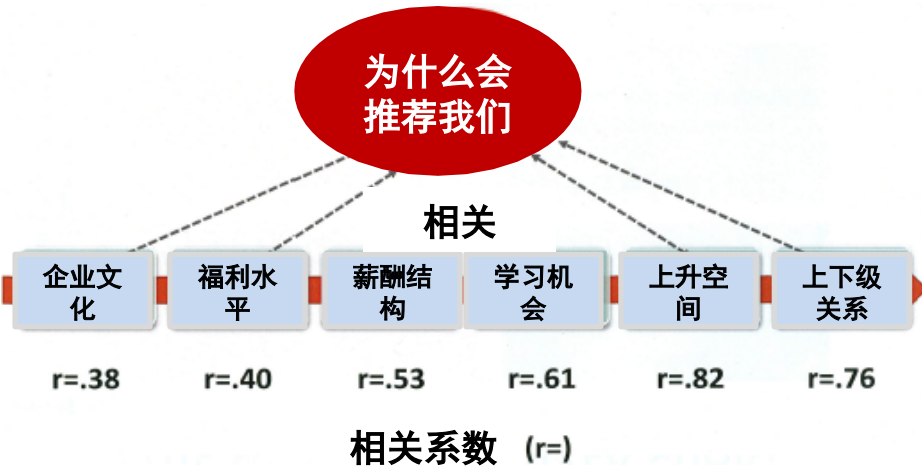 为什么会
推荐我们
相关
企业文
化
福利水
平
薪酬结
构
学习机
会
上升空
间
上下级
关系
r=.38
r=.40
r=.53
r=.61
r=.82
r=.76
相关系数 (r=)